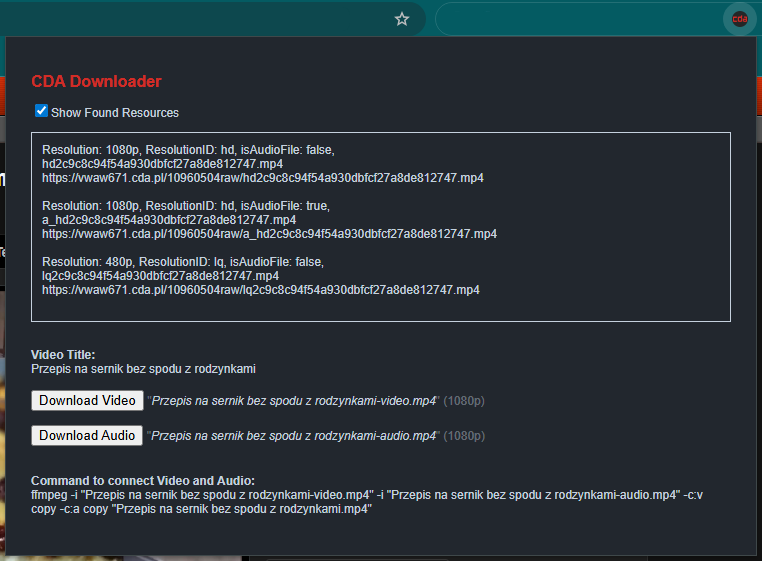 cda
CDA Downloader
Show Found Resources
Resolution: 1080p, ResolutionID: hd, isAudioFile: false,
hd2c9c8c94f54a930dbfcf27a8de812747.mp4
https://vwaw671.cda.pl/10960504raw/hd2c9c8c94f54a930dbfcf27a8de812747.mp4
Resolution: 1080p, ResolutionID: hd, isAudioFile: true,
a_hd2c9c8c94f54a930dbfcf27a8de812747.mp4
https://vwaw671.cda.pl/10960504raw/a_hd2c9c8c94f54a930dbfcf27a8de812747.mp4
Resolution: 480p, ResolutionID: lq, isAudioFile: false,
lq2c9c8c94f54a930dbfcf27a8de812747.mp4
https://vwaw671.cda.pl/10960504raw/lq2c9c8c94f54a930dbfcf27a8de812747.mp4
Video Title:
Przepis na sernik bez spodu z rodzynkami
Download Video "Przepis na sernik bez spodu z rodzynkami-video.mp4" (1080p)
Download Audio "Przepis na sernik bez spodu z rodzynkami-audio.mp4" (1080p)
Command to connect Video and Audio:
ffmpeg -i "Przepis na sernik bez spodu z rodzynkami-video.mp4" -i "Przepis na sernik bez spodu z rodzynkami-audio.mp4" -c:v
copy -c:a copy "Przepis na sernik bez spodu z rodzynkami.mp4"